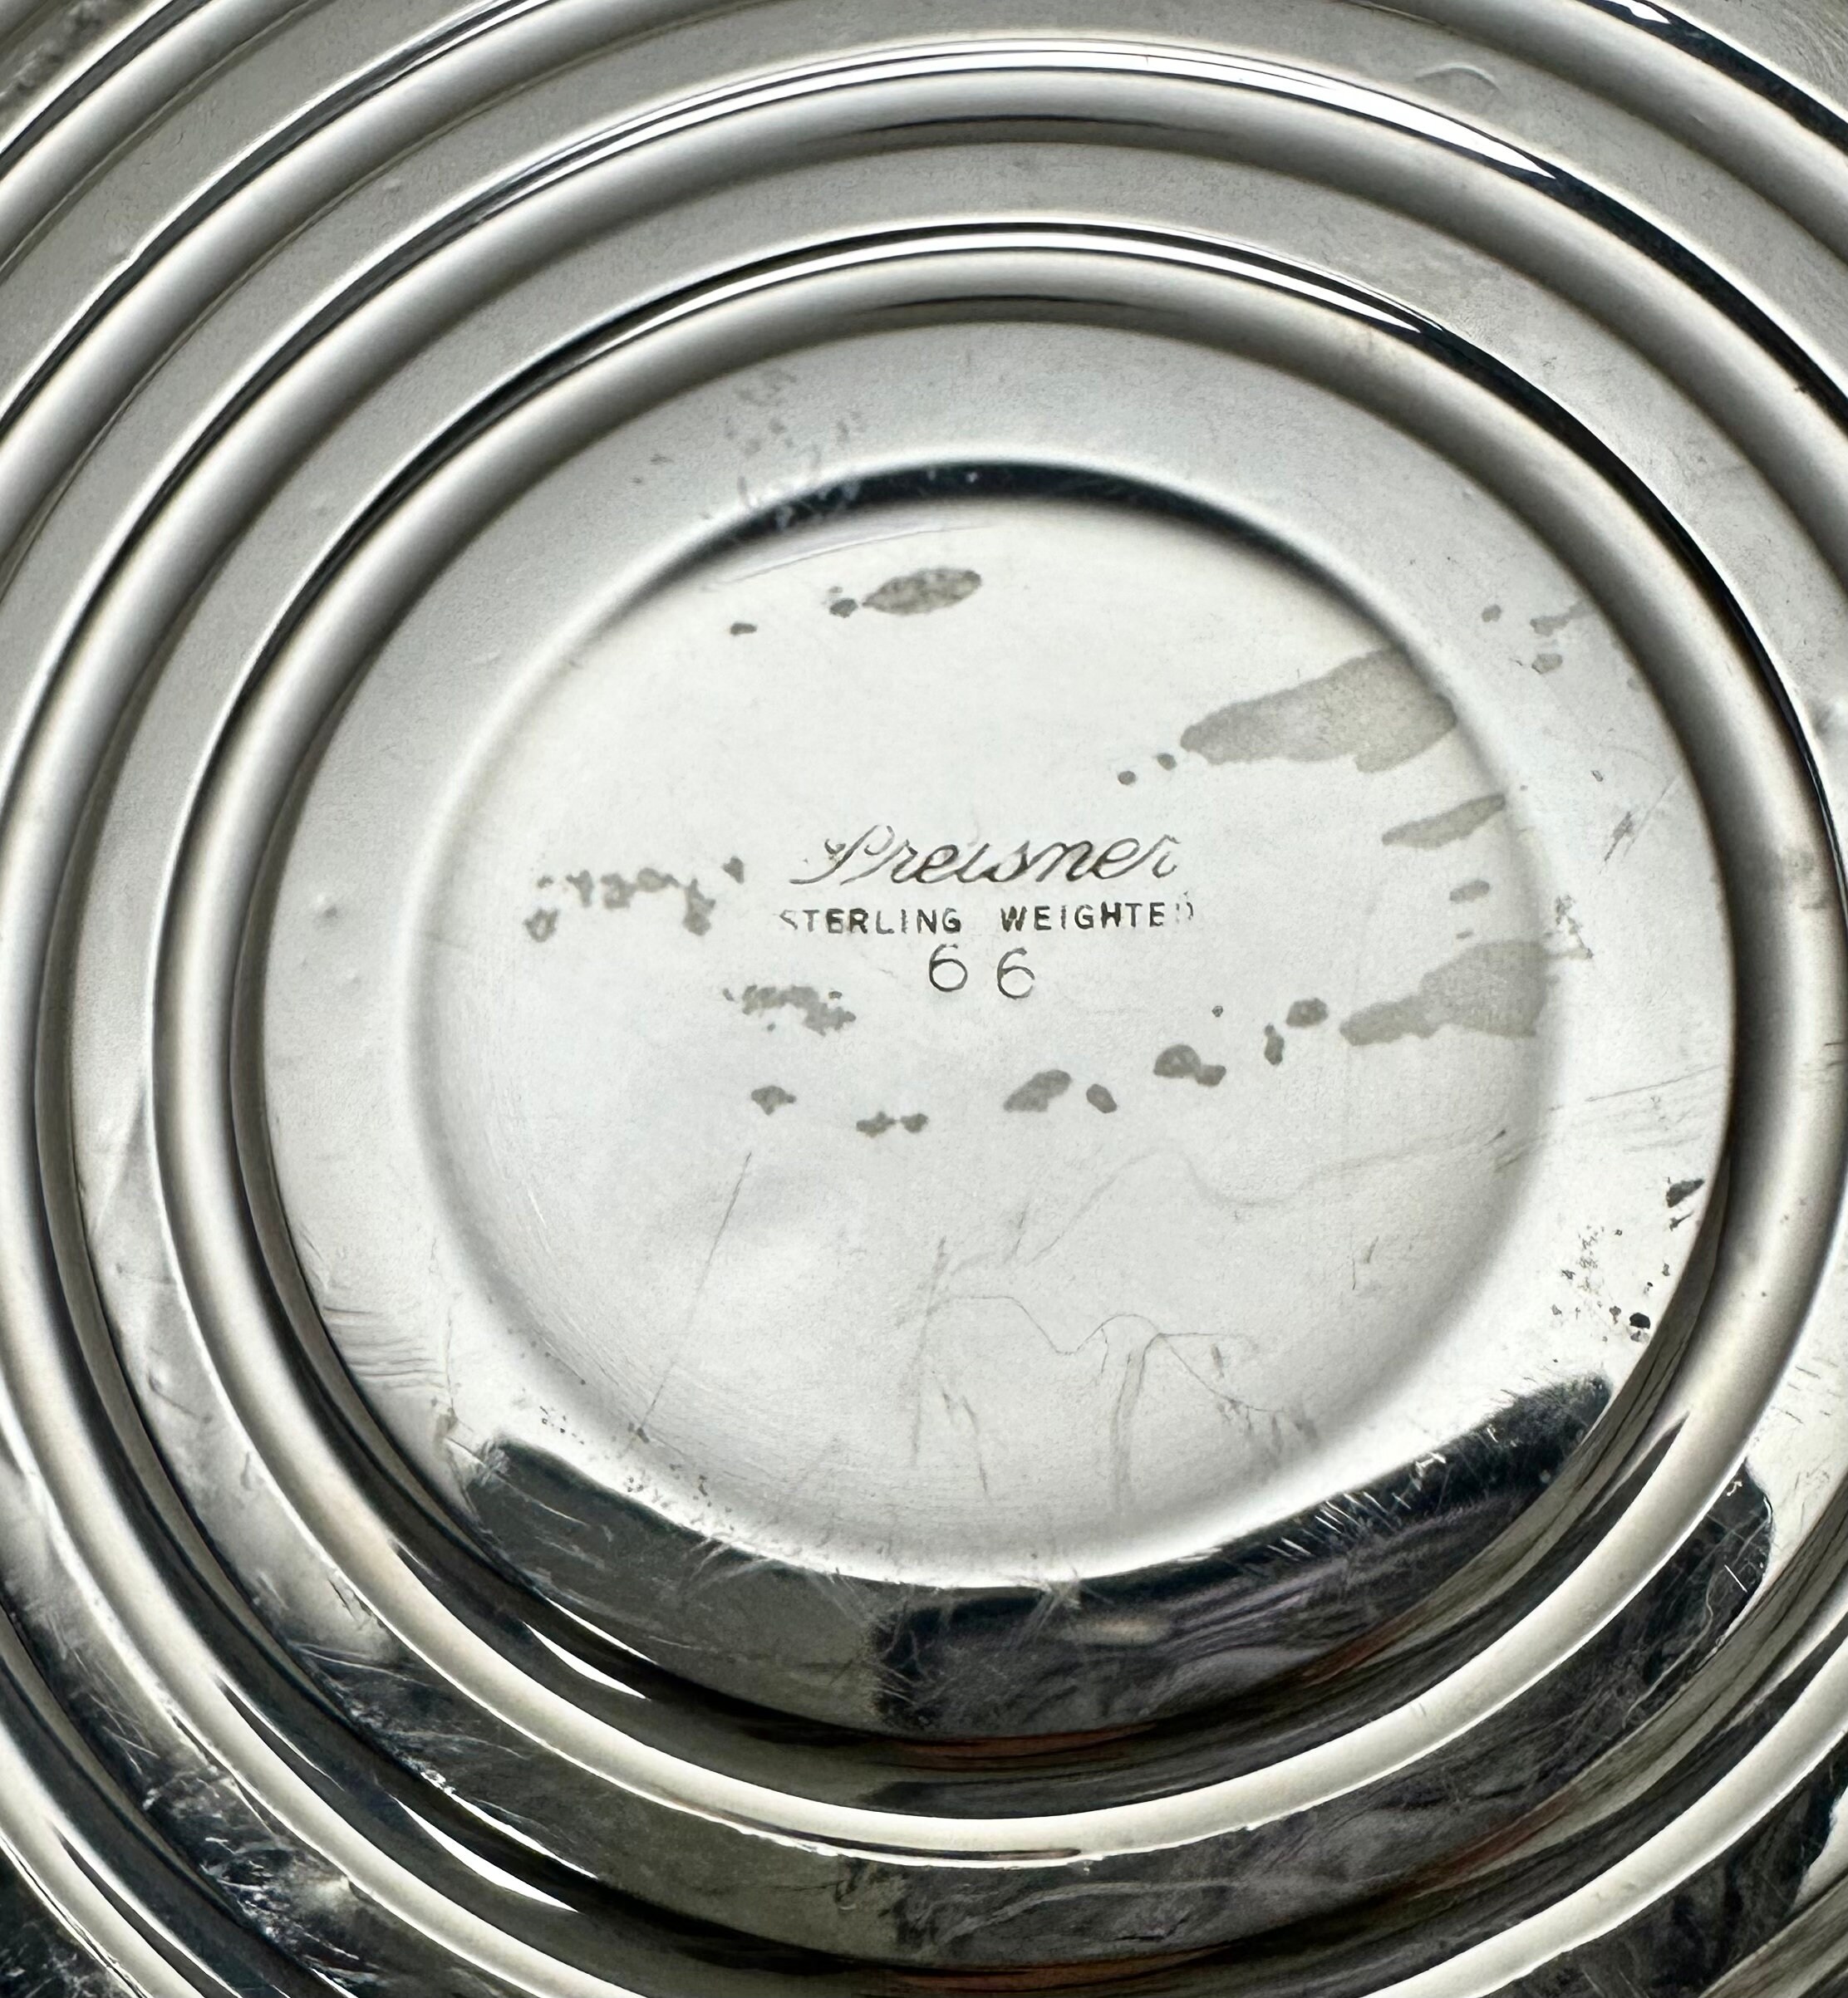 Preisner
STERLING WEIGHTED
66